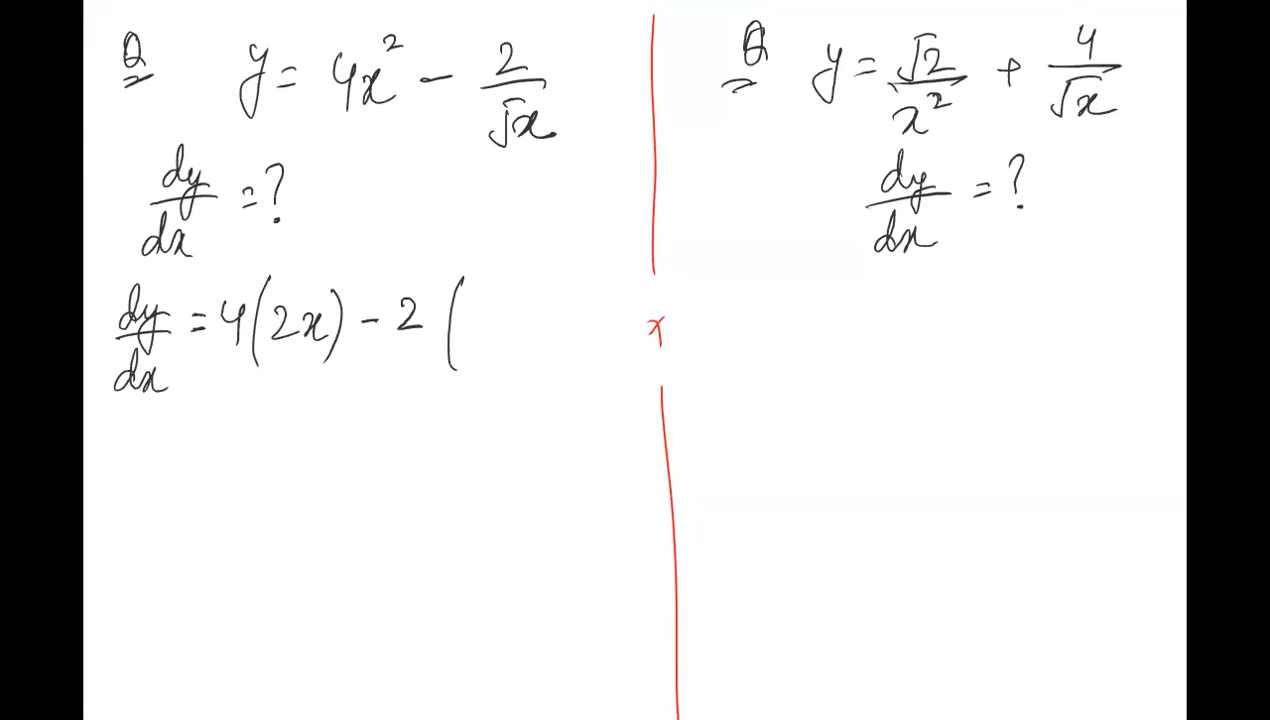 Q y = 4x² - 2/√x
dy/dx = ?
dy/dx = 4(2x) - 2(
x
Q y = √2/x² + 4/√x
dy/dx = ?